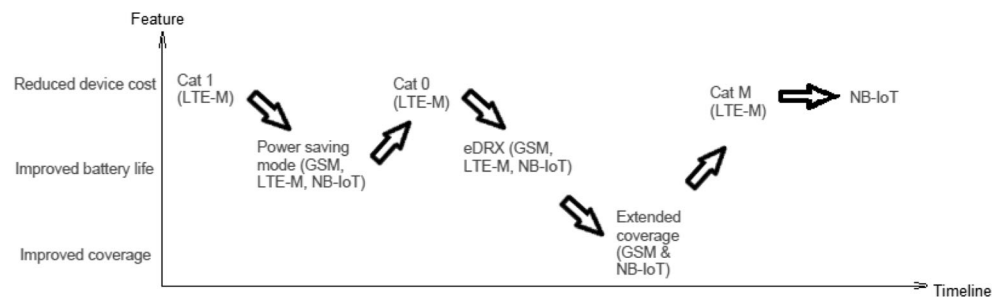 Feature
Reduced device cost
Cat 1
(LTE-M)
Cat 0
(LTE-M)
Cat M
(LTE-M)
NB-IoT
Improved battery life
Power saving
mode (GSM,
LTE-M, NB-IoT)
eDRX (GSM,
LTE-M, NB-IoT)
Improved coverage
Extended
coverage
(GSM &
NB-IoT)
Timeline